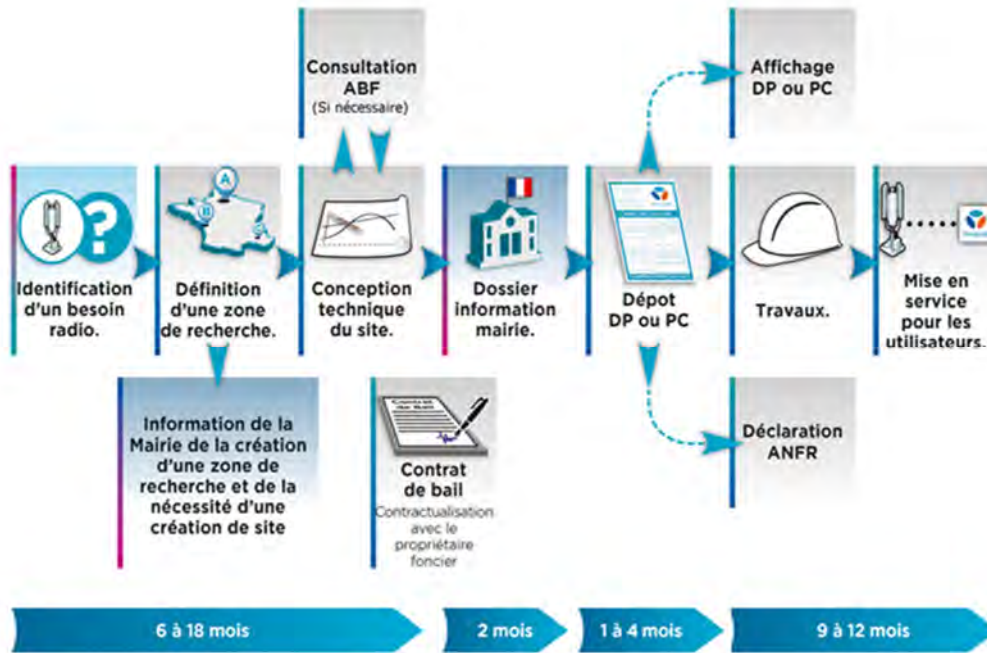 Consultation
ABF
(Si nécessaire)
Affichage
DP ou PC
A
B
Identification
d'un besoin
radio.
Définition
d'une zone
de recherche.
Conception
technique
du site.
Dossier
information
mairie.
Dépot
DP ou PC
Travaux.
Mise en
service
pour les
utilisateurs.
Information de la
Mairie de la création
d'une zone de
recherche et de la
nécessité d'une
création de site
Contrat
de Bail
Contrat
de bail
Contractualisation
avec le
propriétaire
foncier
Déclaration
ANFR
6 à 18 mois
2 mois
1 à 4 mois
9 à 12 mois